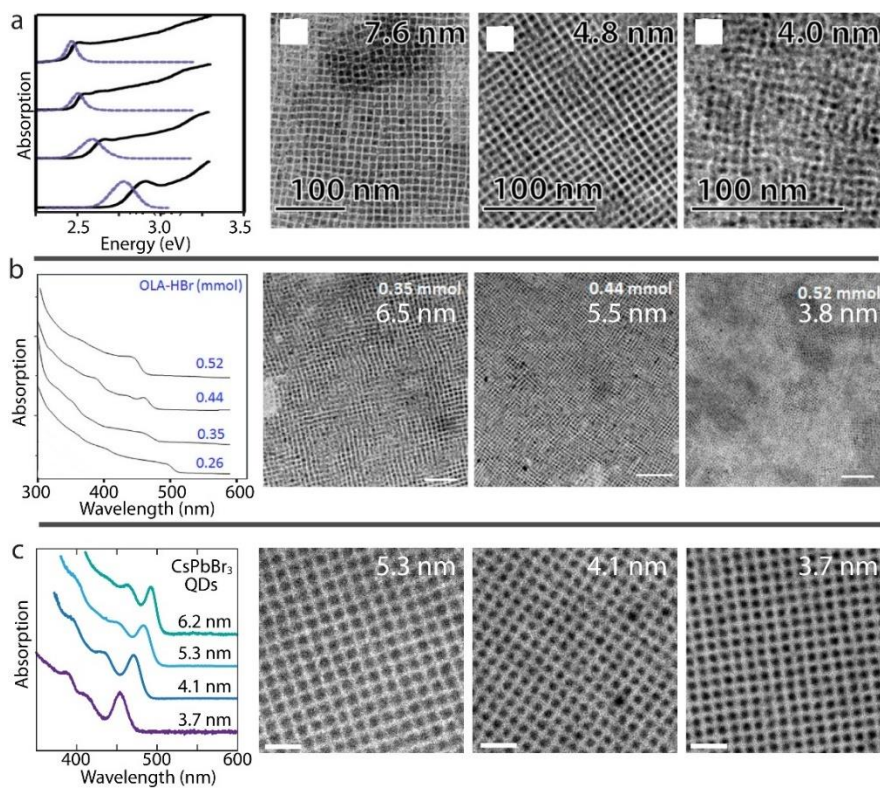 a
Absorption
2.5 3.0 3.5
Energy (eV)
7.6 nm
100 nm
4.8 nm
100 nm
4.0 nm
100 nm
b
Absorption
OLA-HBr (mmol)
0.52
0.44
0.35
0.26
300 400 500 600
Wavelength (nm)
0.35 mmol
6.5 nm
0.44 mmol
5.5 nm
0.52 mmol
3.8 nm
c
Absorption
CsPbBr₃
QDs
6.2 nm
5.3 nm
4.1 nm
3.7 nm
400 500 600
Wavelength (nm)
5.3 nm
4.1 nm
3.7 nm